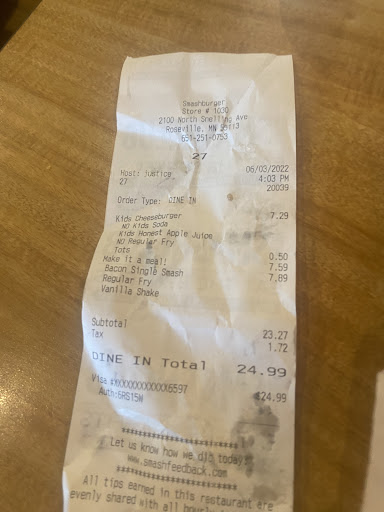 Smashburger
Store # 1030
2100 North Snelling Ave
Roseville, MN 55113
651-251-0753
27
Host: justice 06/03/2022
27 4:03 PM
20039
Order Type: DINE IN
Kids Cheeseburger 7.29
NO Kids Soda
Kids Honest Apple Juice
NO Regular Fry
Tots 0.50
Make it a meal! 7.59
Bacon Single Smash 7.89
Regular Fry
Vanilla Shake
Subtotal 23.27
Tax 1.72
DINE IN Total 24.99
Visa #XXXXXXXXXXXX6597 $24.99
Auth:6RS15W
Let us know how we did today!
www.smashfeedback.com
All tips earned in this restaurant are
evenly shared with all